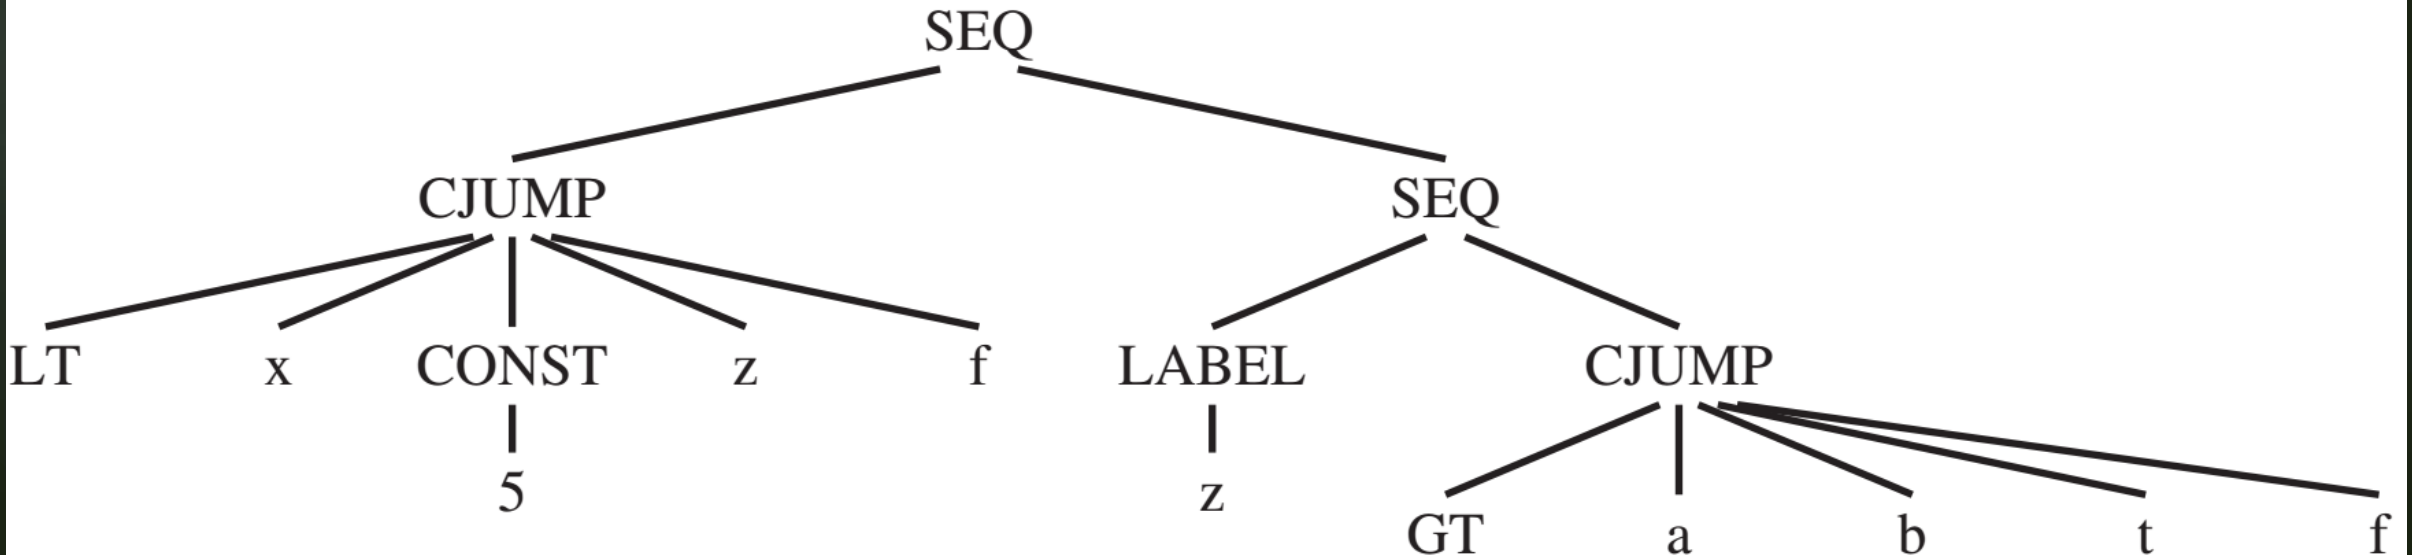 SEQ
CJUMP SEQ
LT x CONST z f LABEL CJUMP
5 z
GT a b t f